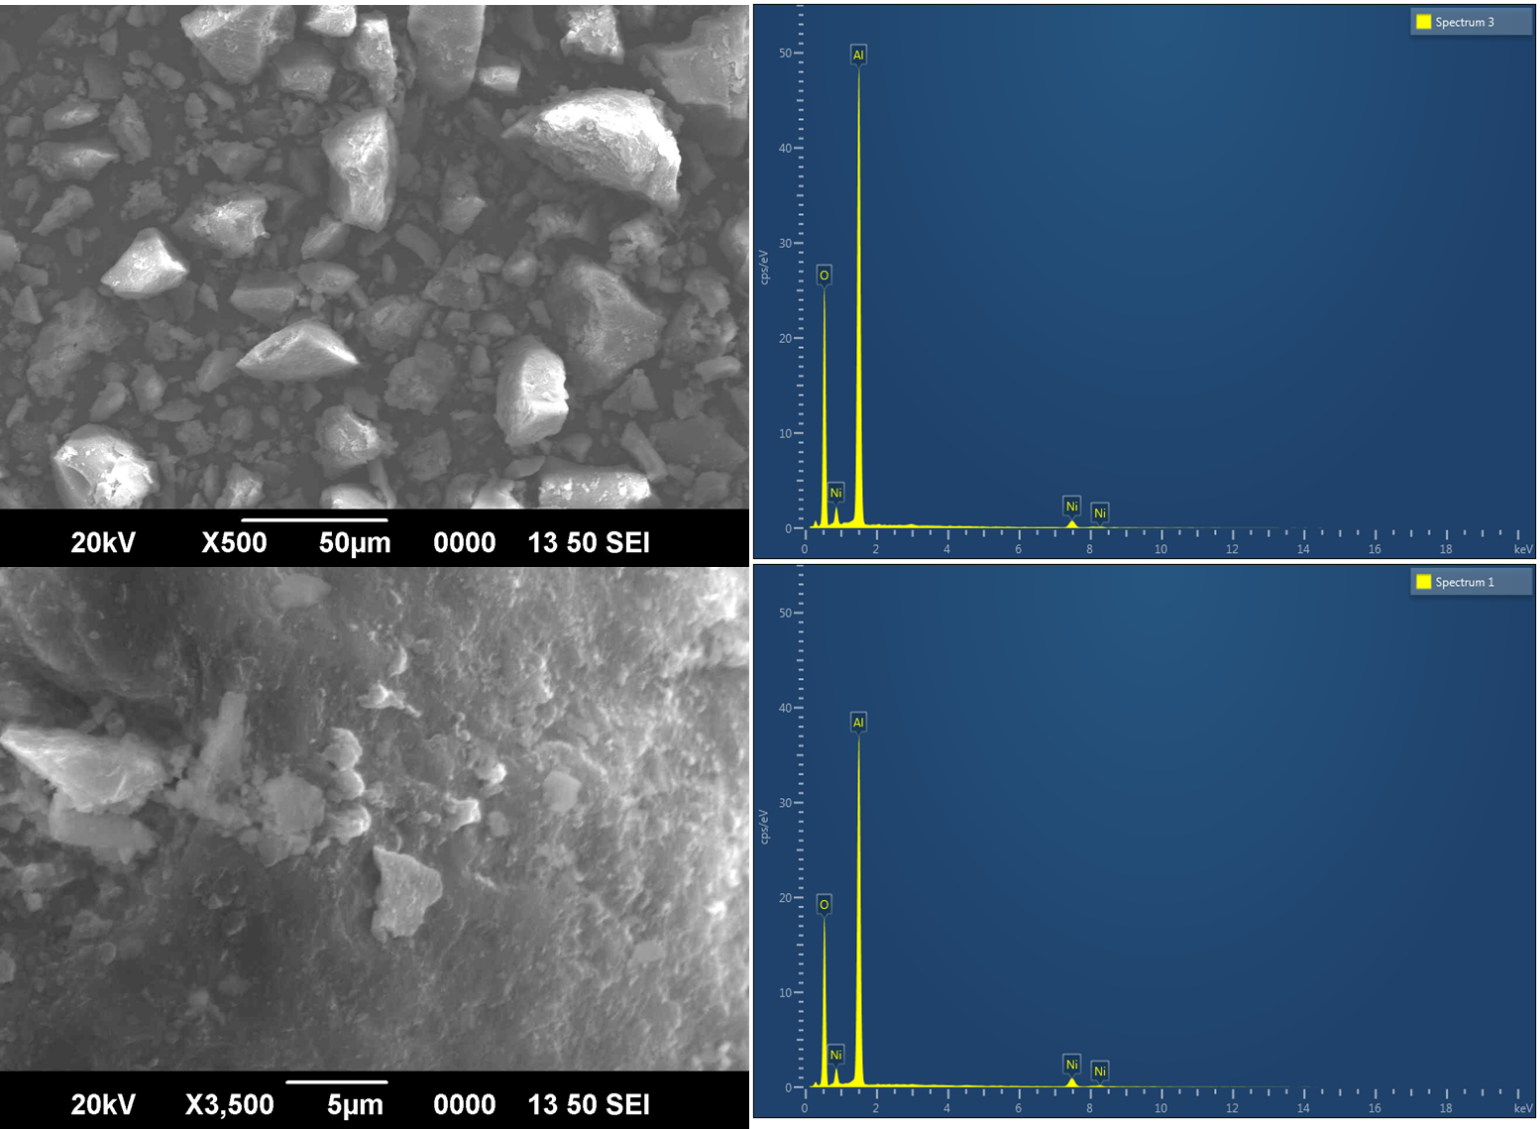 Spectrum 3
50
Al
40
30
cps/eV
O
20
10
Ni
Ni
Ni
0
0 2 4 6 8 10 12 14 16 18 keV
20kV X500 50µm 0000 13 50 SEI
Spectrum 1
50
40
Al
30
cps/eV
O
20
10
Ni
Ni
Ni
0
0 2 4 6 8 10 12 14 16 18 keV
20kV X3,500 5µm 0000 13 50 SEI